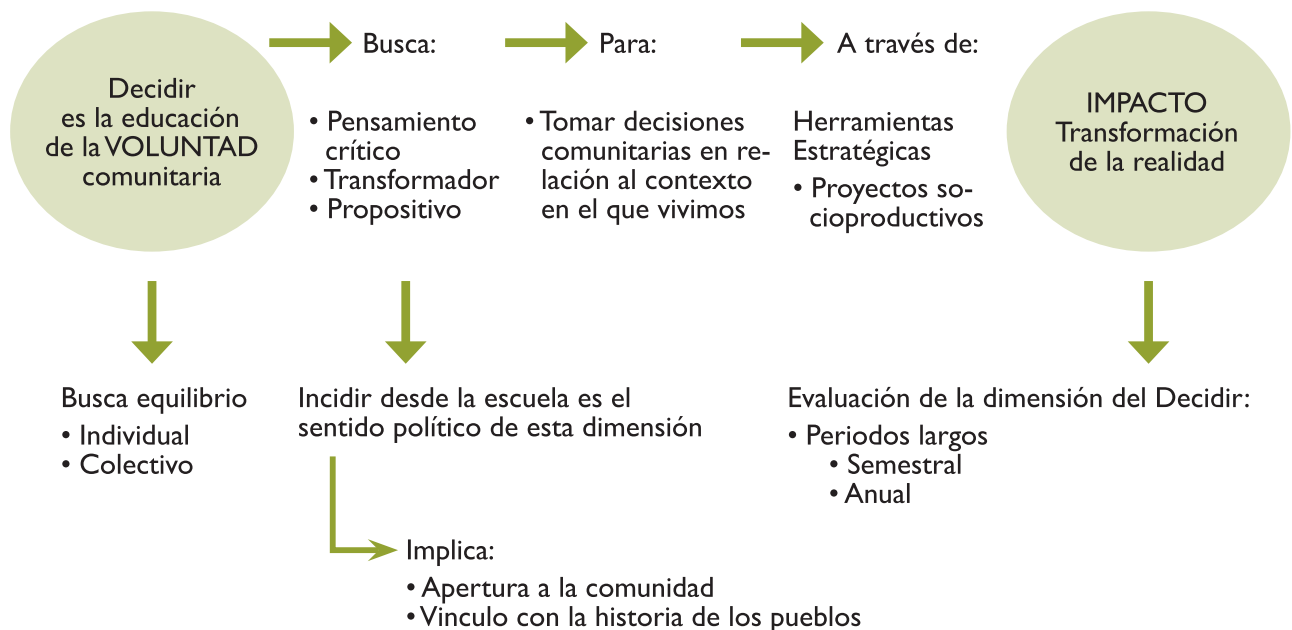 Decidir
es la educación
de la VOLUNTAD
comunitaria
Busca:
• Pensamiento
crítico
• Transformador
• Propositivo
Para:
• Tomar decisiones
comunitarias en re-
lación al contexto
en el que vivimos
A través de:
Herramientas
Estratégicas
• Proyectos so-
cioproductivos
IMPACTO
Transformación
de la realidad
Busca equilibrio
• Individual
• Colectivo
Incidir desde la escuela es el
sentido político de esta dimensión
Implica:
• Apertura a la comunidad
• Vinculo con la historia de los pueblos
Evaluación de la dimensión del Decidir:
• Periodos largos
• Semestral
• Anual